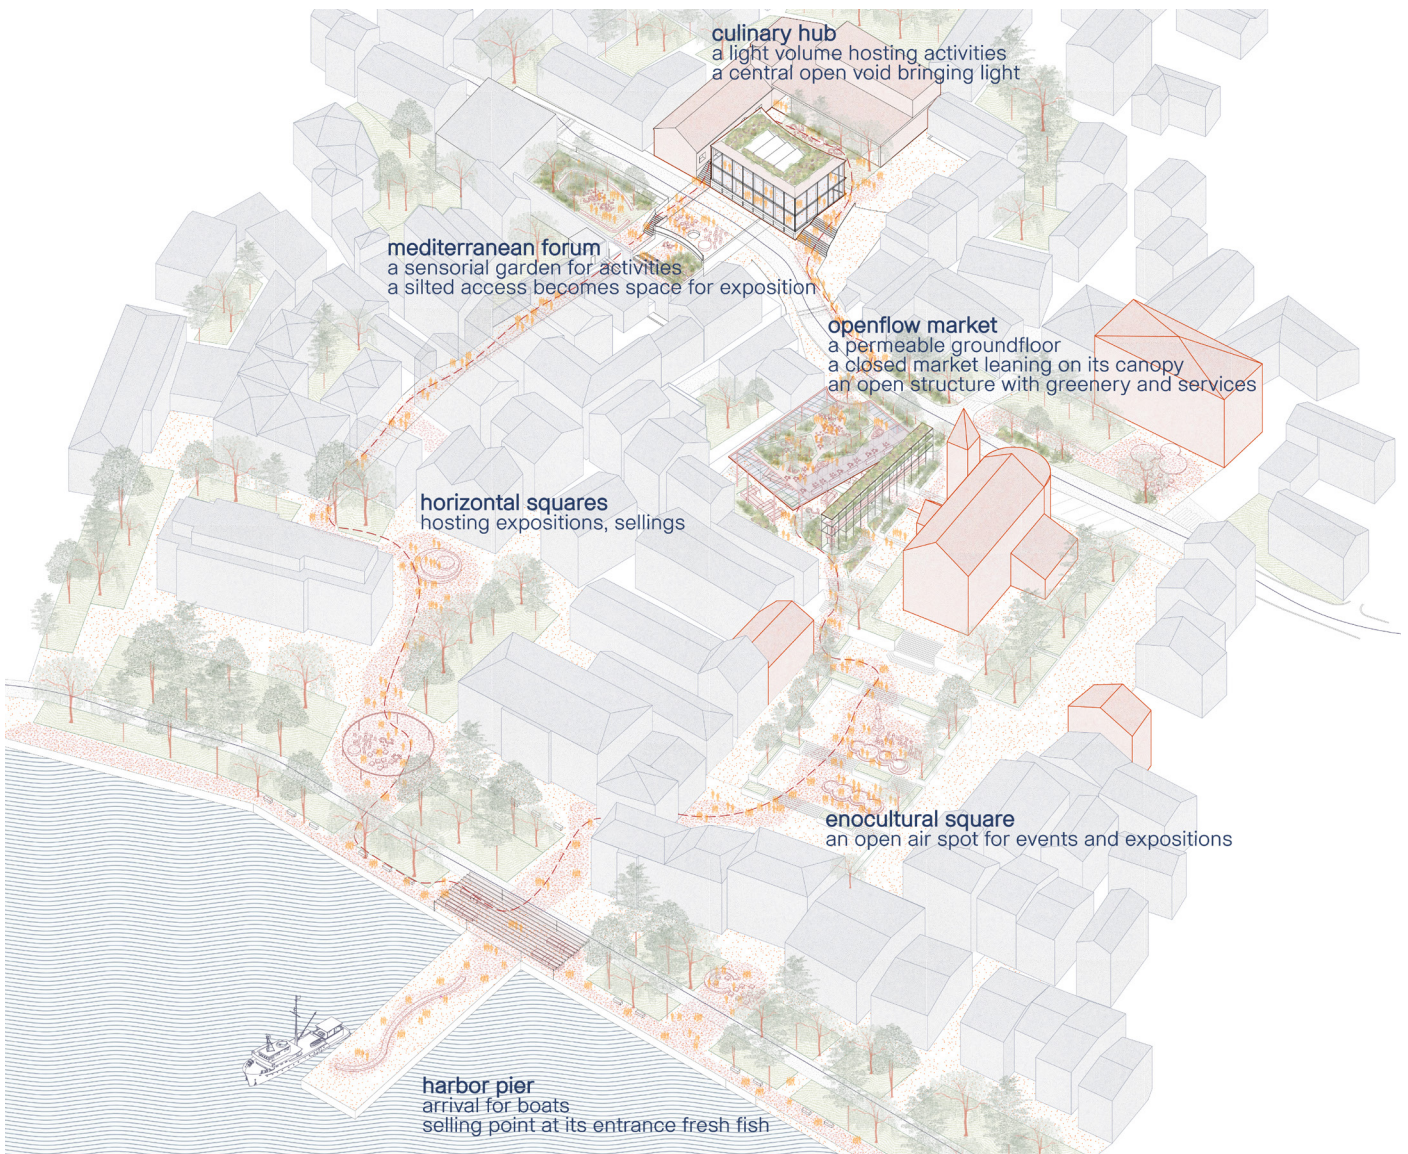 culinary hub
a light volume hosting activities
a central open void bringing light
mediterranean forum
a sensorial garden for activities
a silted access becomes space for exposition
openflow market
a permeable groundfloor
a closed market leaning on its canopy
an open structure with greenery and services
horizontal squares
hosting expositions, sellings
enocultural square
an open air spot for events and expositions
harbor pier
arrival for boats
selling point at its entrance fresh fish